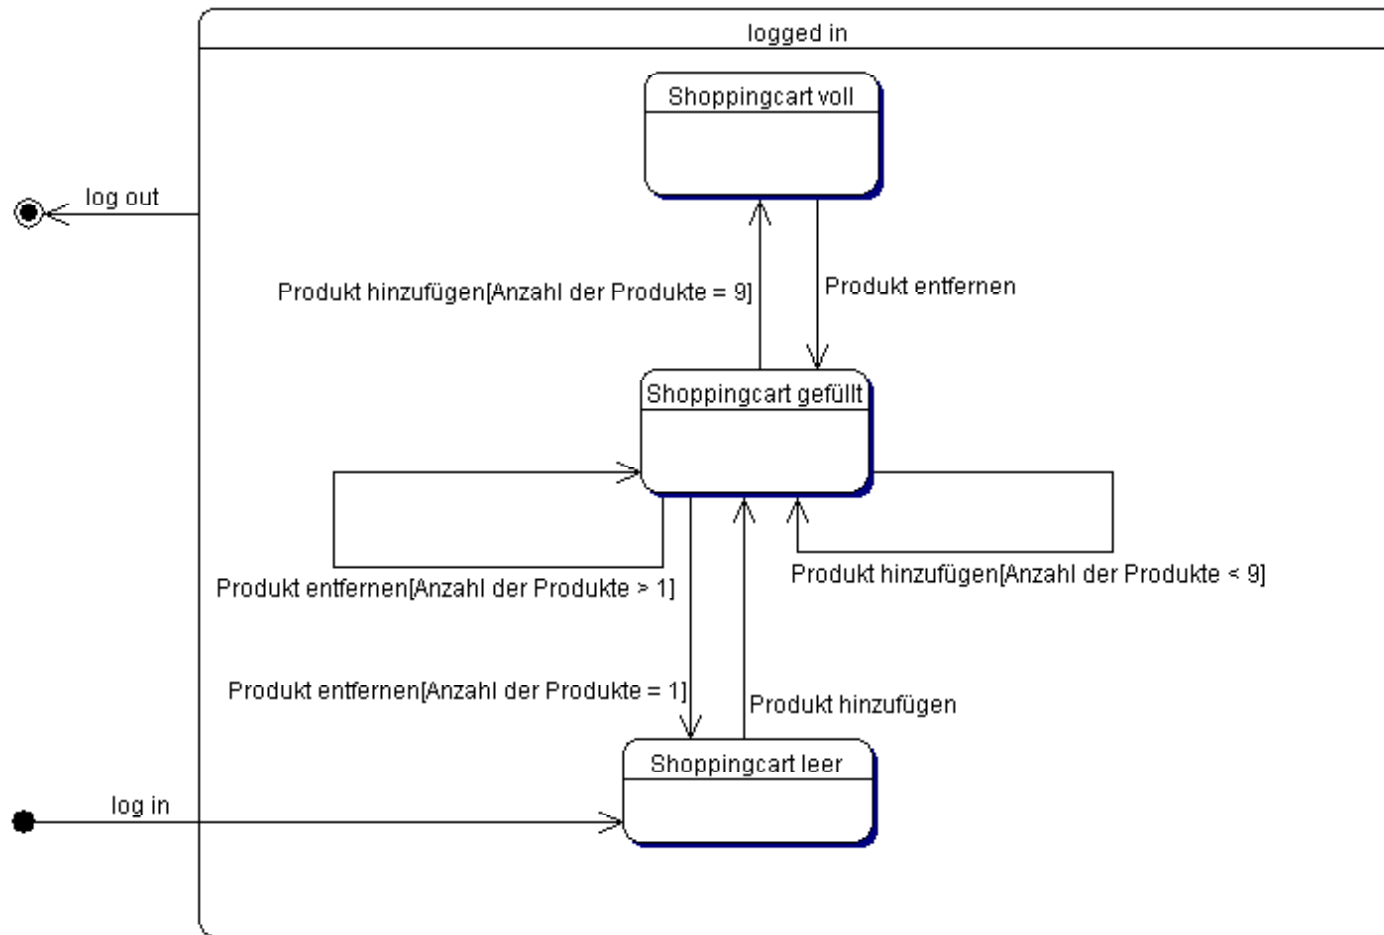 logged in
Shoppingcart voll
log out
Produkt hinzufügen[Anzahl der Produkte = 9]
Produkt entfernen
Shoppingcart gefüllt
Produkt entfernen[Anzahl der Produkte > 1]
Produkt hinzufügen[Anzahl der Produkte < 9]
Produkt entfernen[Anzahl der Produkte = 1]
Produkt hinzufügen
Shoppingcart leer
log in